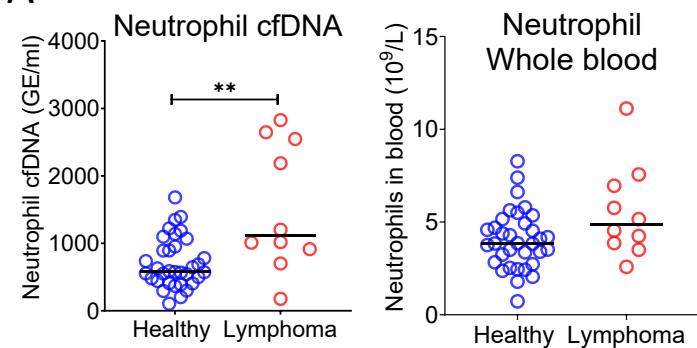 Neutrophil cfDNA
Neutrophil cfDNA (GE/ml)
4000
3000
2000
1000
0
**
Healthy Lymphoma
Neutrophil
Whole blood
Neutrophils in blood (10⁹/L)
15
10
5
0
Healthy Lymphoma